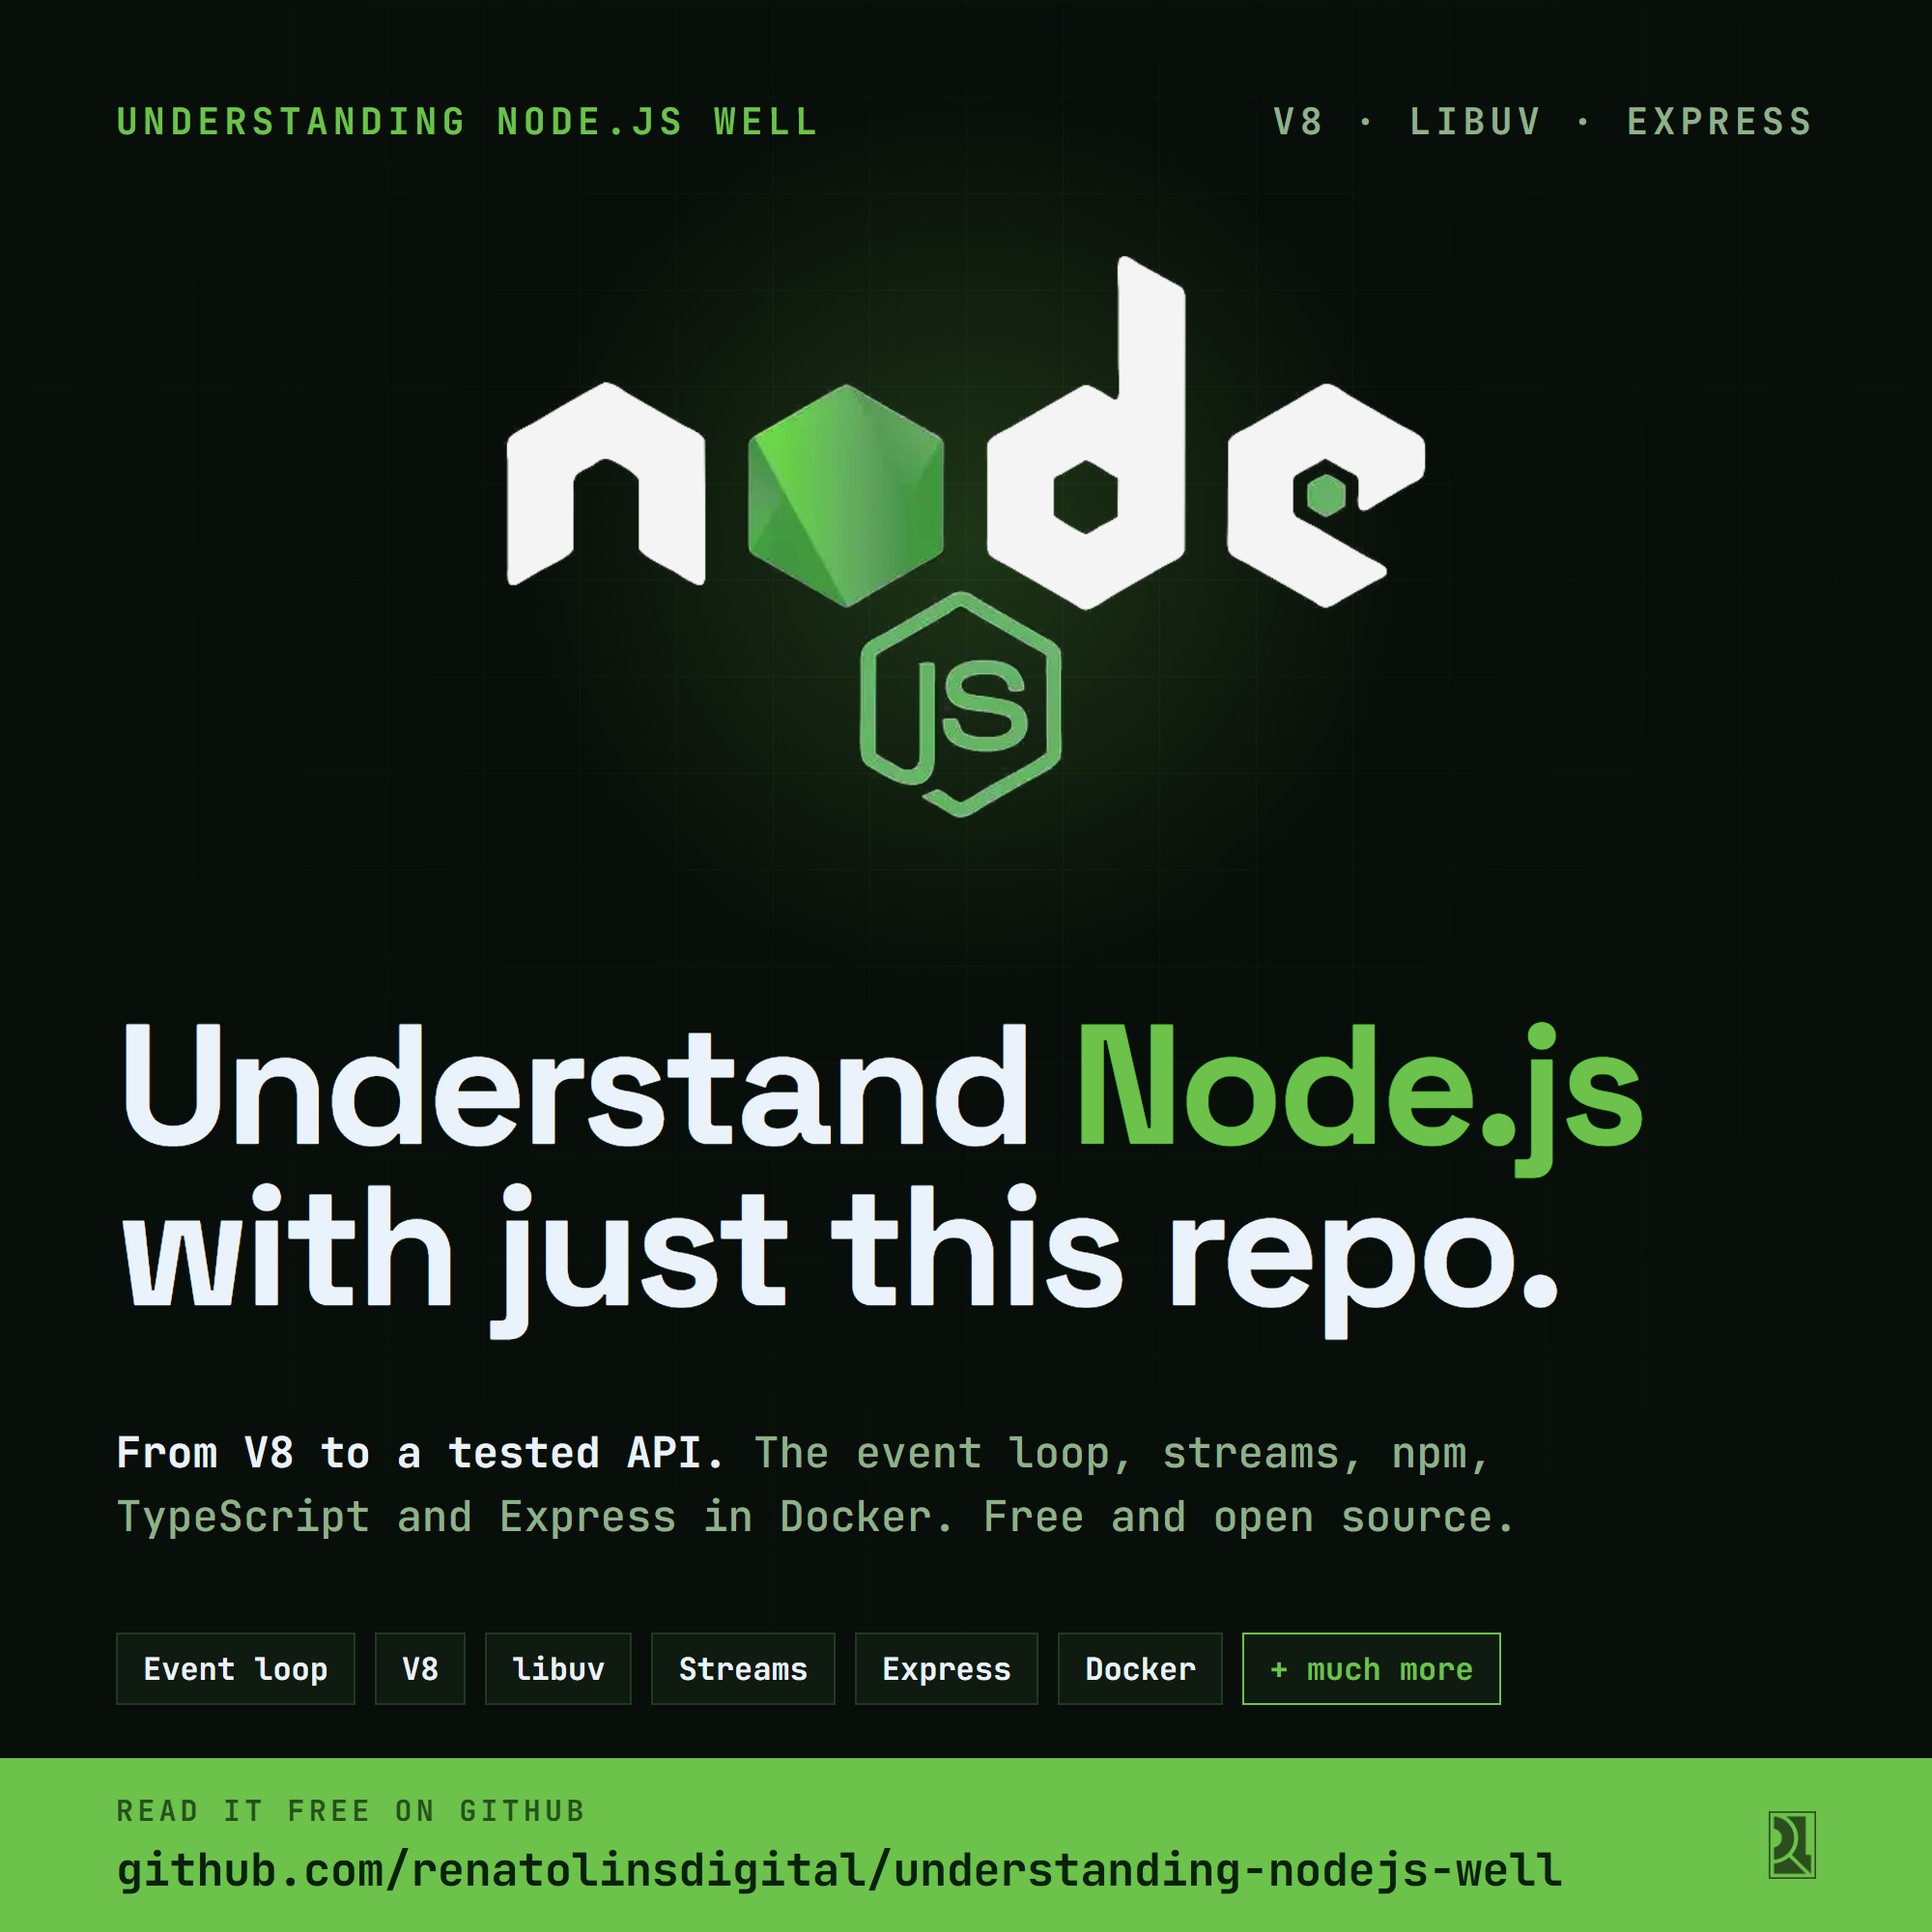 UNDERSTANDING NODE.JS WELL
V8 · LIBUV · EXPRESS
node
JS
Understand Node.js
with just this repo.
From V8 to a tested API. The event loop, streams, npm,
TypeScript and Express in Docker. Free and open source.
Event loop
V8
libuv
Streams
Express
Docker
+ much more
READ IT FREE ON GITHUB
github.com/renatolinsdigital/understanding-nodejs-well